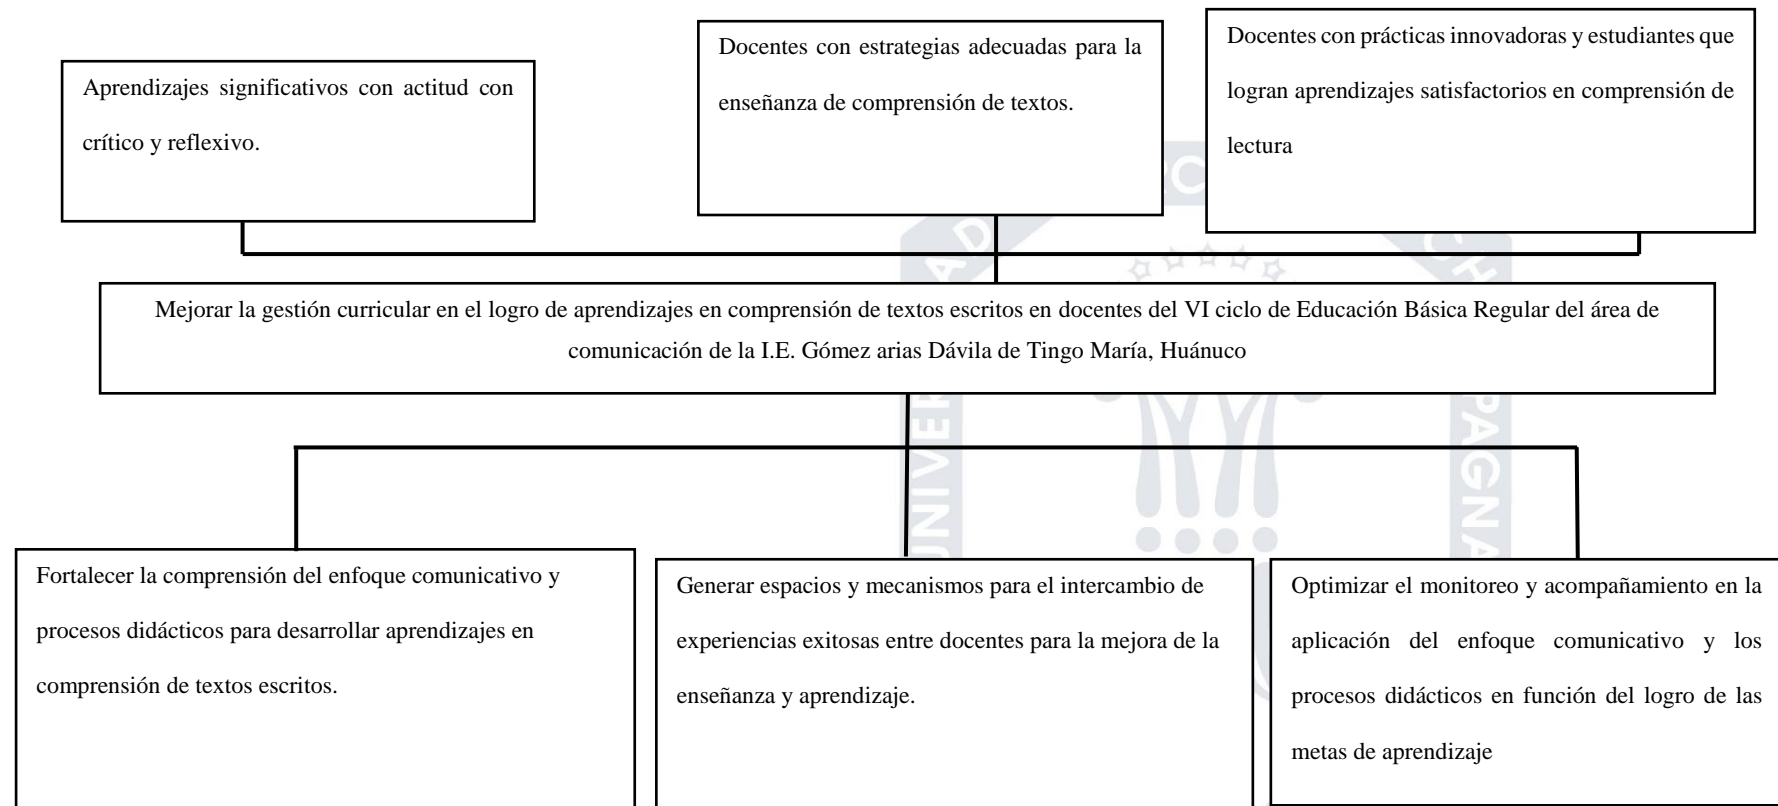 Aprendizajes significativos con actitud con
crítico y reflexivo.
Docentes con estrategias adecuadas para la
enseñanza de comprensión de textos.
Docentes con prácticas innovadoras y estudiantes que
logran aprendizajes satisfactorios en comprensión de
lectura
Mejorar la gestión curricular en el logro de aprendizajes en comprensión de textos escritos en docentes del VI ciclo de Educación Básica Regular del área de
comunicación de la I.E. Gómez arias Dávila de Tingo María, Huánuco
Fortalecer la comprensión del enfoque comunicativo y
procesos didácticos para desarrollar aprendizajes en
comprensión de textos escritos.
Generar espacios y mecanismos para el intercambio de
experiencias exitosas entre docentes para la mejora de la
enseñanza y aprendizaje.
Optimizar el monitoreo y acompañamiento en la
aplicación del enfoque comunicativo y los
procesos didácticos en función del logro de las
metas de aprendizaje